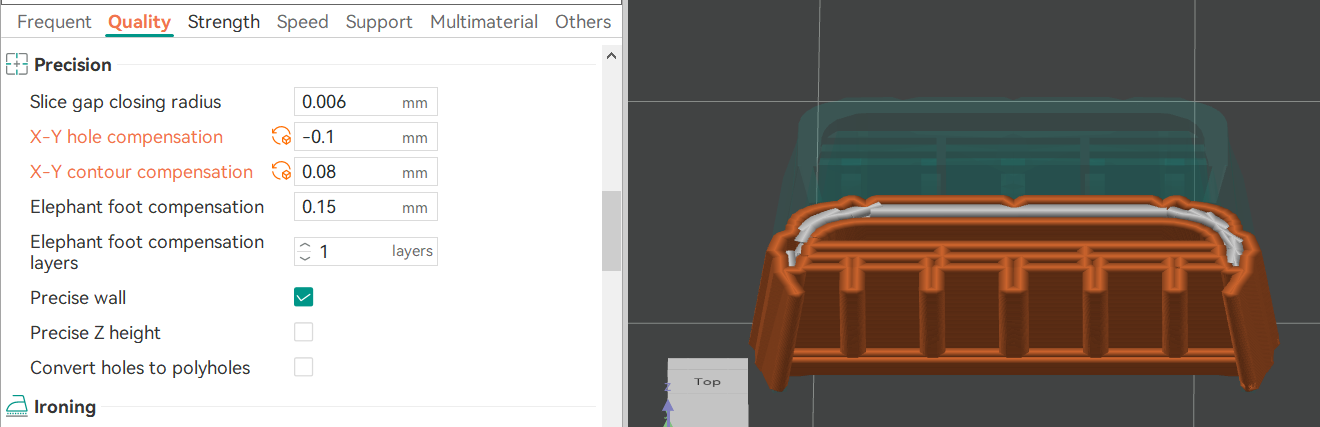 Frequent Quality Strength Speed Support Multimaterial Others
Precision
Slice gap closing radius 0.006 mm
X-Y hole compensation -0.1 mm
X-Y contour compensation 0.08 mm
Elephant foot compensation 0.15 mm
Elephant foot compensation
layers 1 layers
Precise wall
Precise Z height
Convert holes to polyholes
Ironing
Top
Z